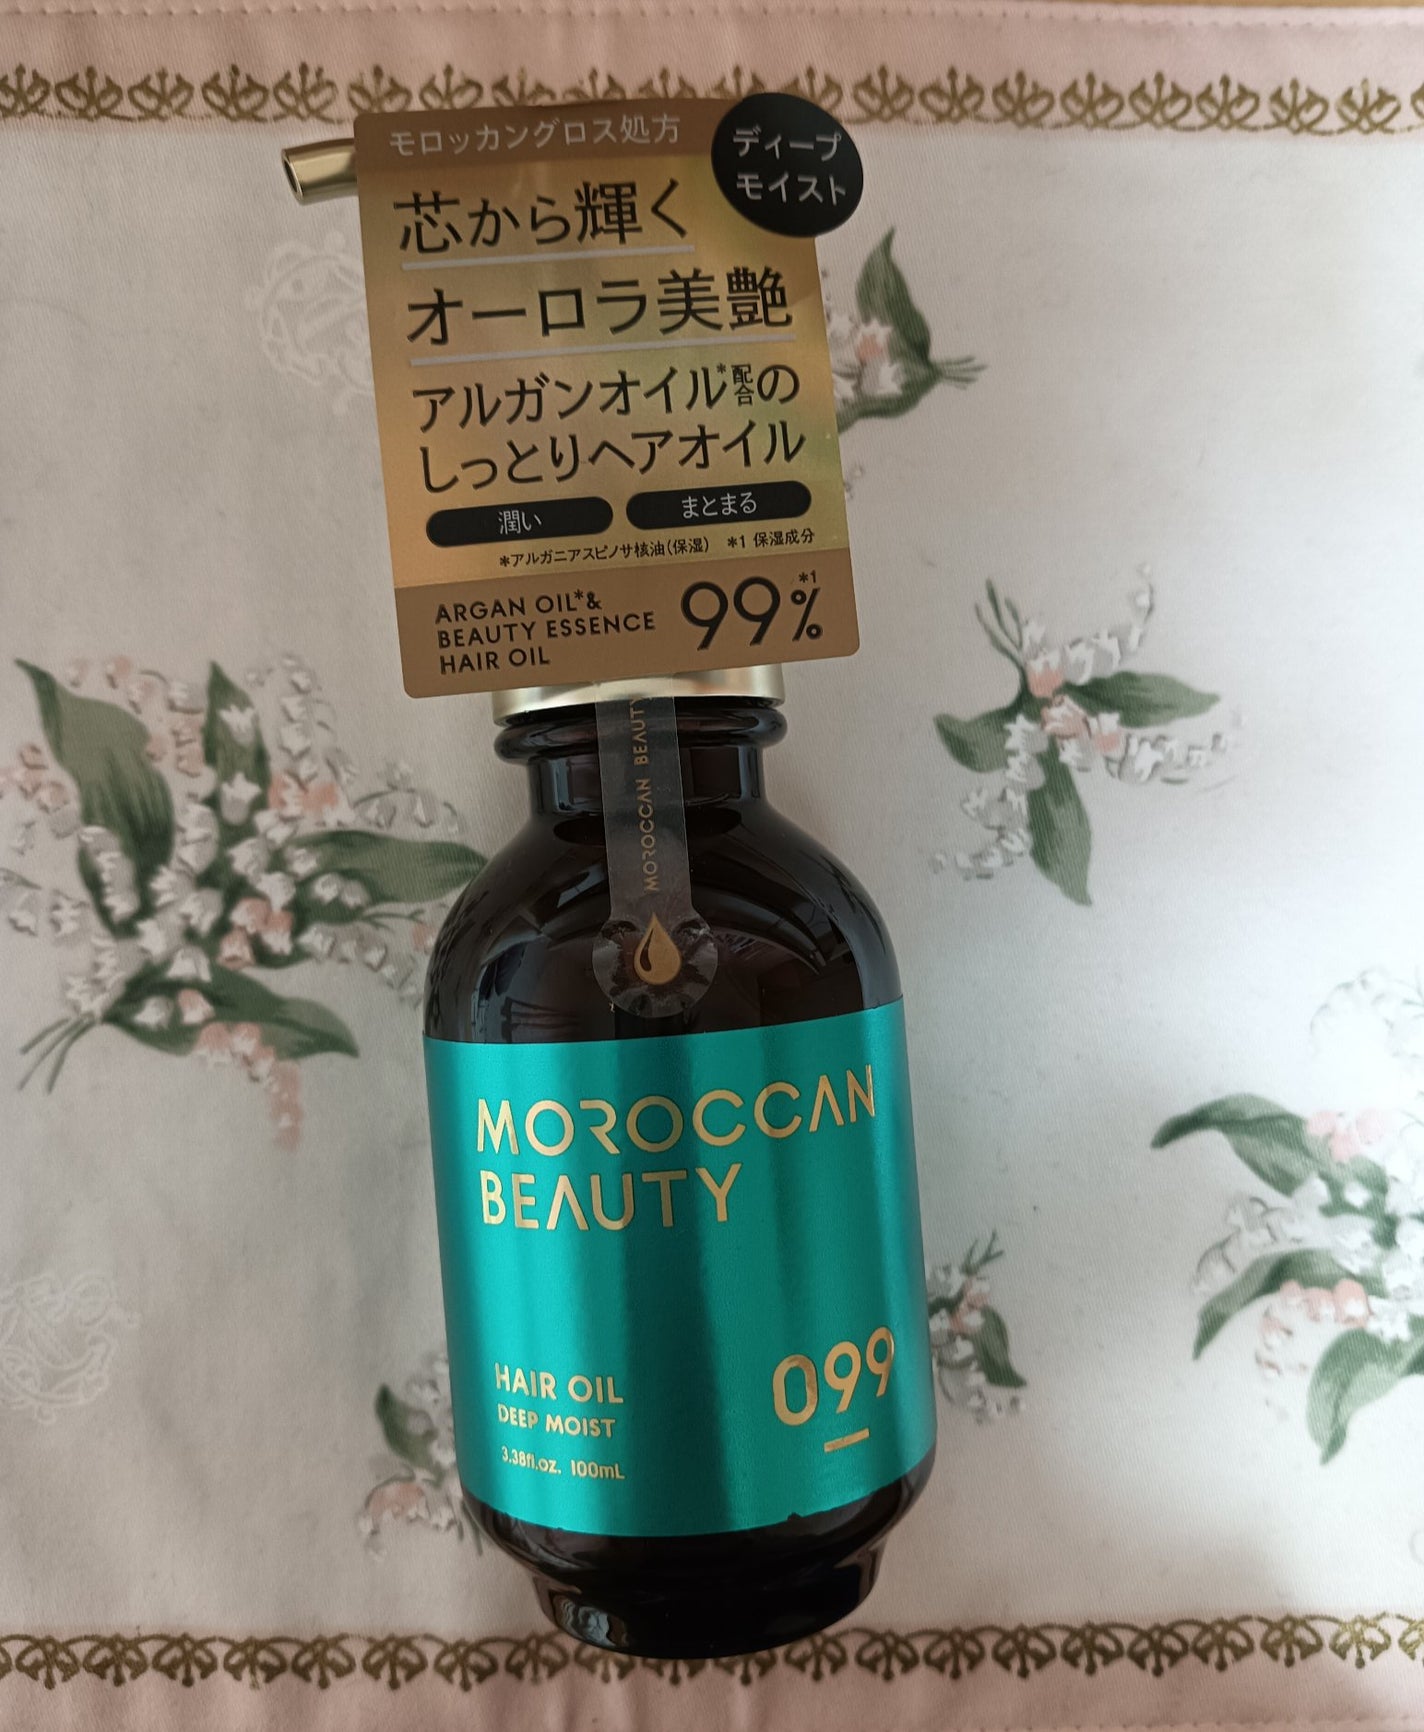 モロッカングロス処方
ディープ
モイスト
芯から輝く
オーロラ美艶
アルガンオイル*配合の
しっとりヘアオイル
潤い
まとまる
*アルガニアスピノサ核油(保湿) *1 保湿成分
ARGAN OIL*&
BEAUTY ESSENCE
HAIR OIL
99%*1
MOROCCAN BEAUTY
MOROCCAN
BEAUTY
HAIR OIL
DEEP MOIST
3.38fl.oz. 100mL
099